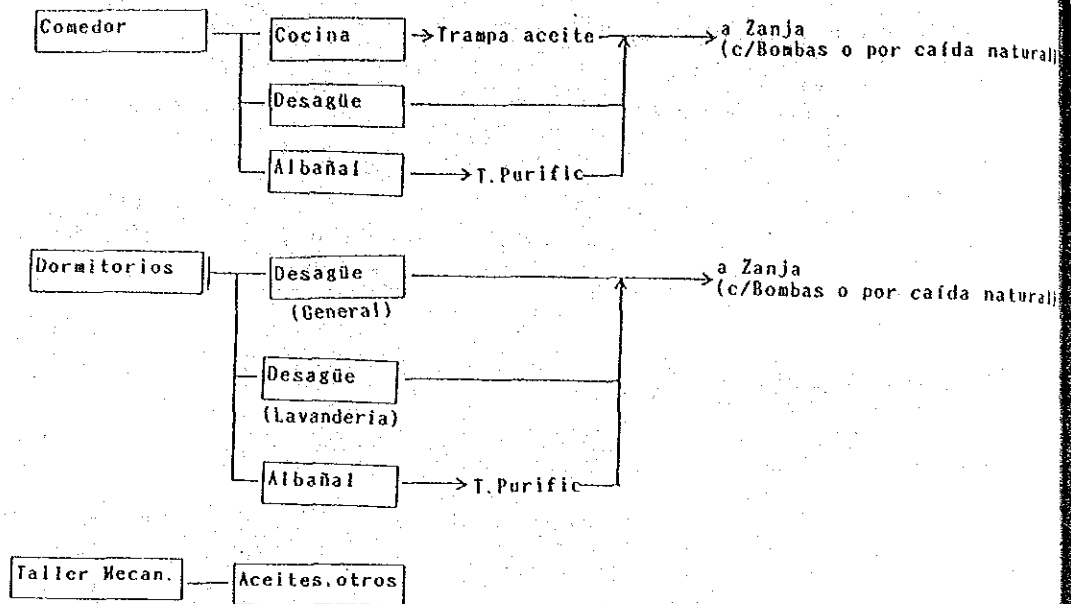 Comedor
Cocina
Trampa aceite
a Zanja
(c/Bombas o por caída natural)
Desagüe
Albañal
T.Purific
Dormitorios
Desagüe
(General)
a Zanja
(c/Bombas o por caída natural)
Desagüe
(Lavandería)
Albañal
T.Purific
Taller Mecan.
Aceites.otros